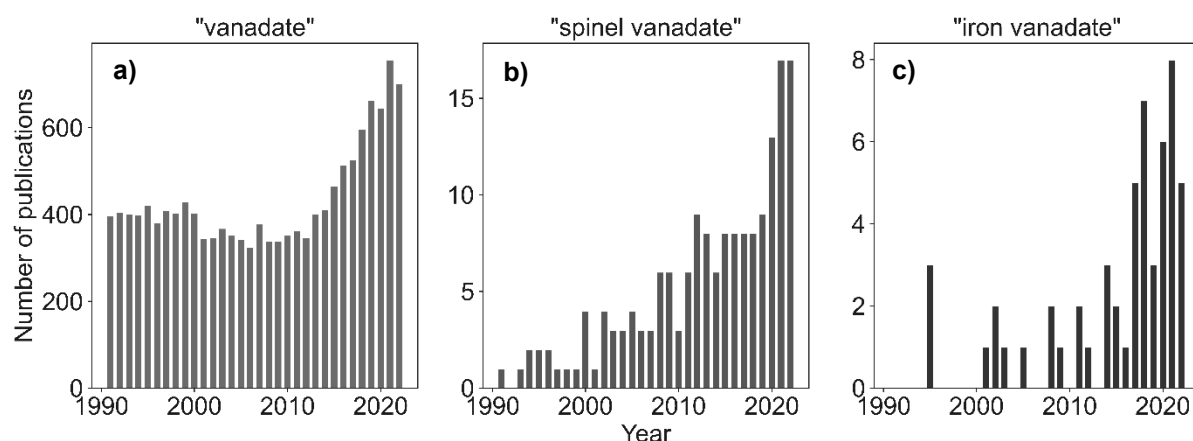 "vanadate" "spinel vanadate" "iron vanadate"
a) b) c)
Number of publications
600
400
200
0
15
10
5
0
8
6
4
2
0
1990 2000 2010 2020 1990 2000 2010 2020 1990 2000 2010 2020
Year